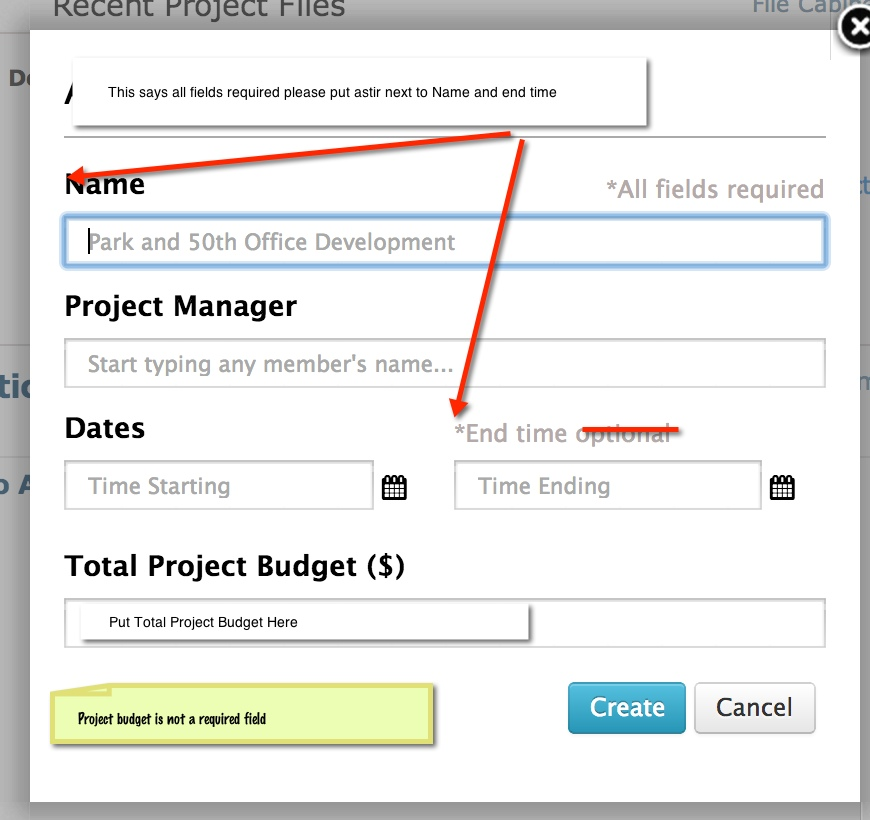 Recent Project Files
This says all fields required please put astir next to Name and end time
Name
*All fields required
Park and 50th Office Development
Project Manager
Start typing any member's name...
Dates
*End time optional
Time Starting
Time Ending
Total Project Budget ($)
Put Total Project Budget Here
Project budget is not a required field
Create
Cancel